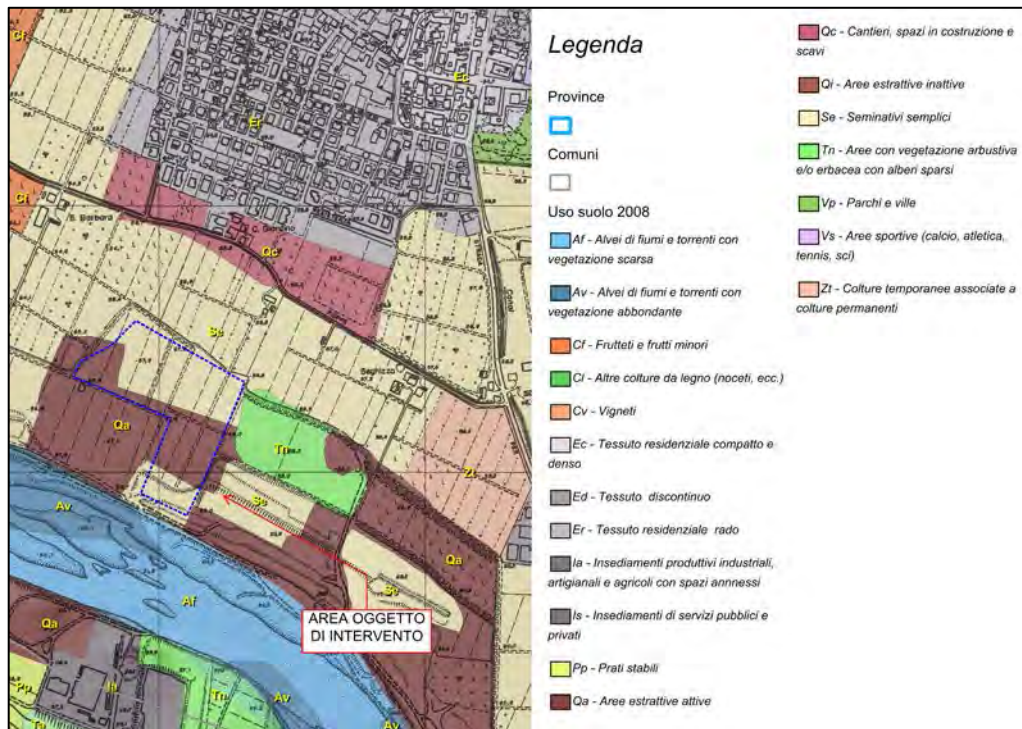 Cf
Ec
Er
Cf
S. Barbara
C. Giardino
Qc
Se
Saghizzo
Qa
Tn
Zt
Se
Av
Qa
Se
Af
AREA OGGETTO
DI INTERVENTO
Qa
Ia
Pp
Tn
Av
Ta
Av
Legenda
Province
Comuni
Uso suolo 2008
Af - Alvei di fiumi e torrenti con
vegetazione scarsa
Av - Alvei di fiumi e torrenti con
vegetazione abbondante
Cf - Frutteti e frutti minori
Cl - Altre colture da legno (noceti, ecc.)
Cv - Vigneti
Ec - Tessuto residenziale compatto e
denso
Ed - Tessuto discontinuo
Er - Tessuto residenziale rado
Ia - Insediamenti produttivi industriali,
artigianali e agricoli con spazi annnessi
Is - Insediamenti di servizi pubblici e
privati
Pp - Prati stabili
Qa - Aree estrattive attive
Qc - Cantieri, spazi in costruzione e
scavi
Qi - Aree estrattive inattive
Se - Seminativi semplici
Tn - Aree con vegetazione arbustiva
e/o erbacea con alberi sparsi
Vp - Parchi e ville
Vs - Aree sportive (calcio, atletica,
tennis, sci)
Zt - Colture temporanee associate a
colture permanenti